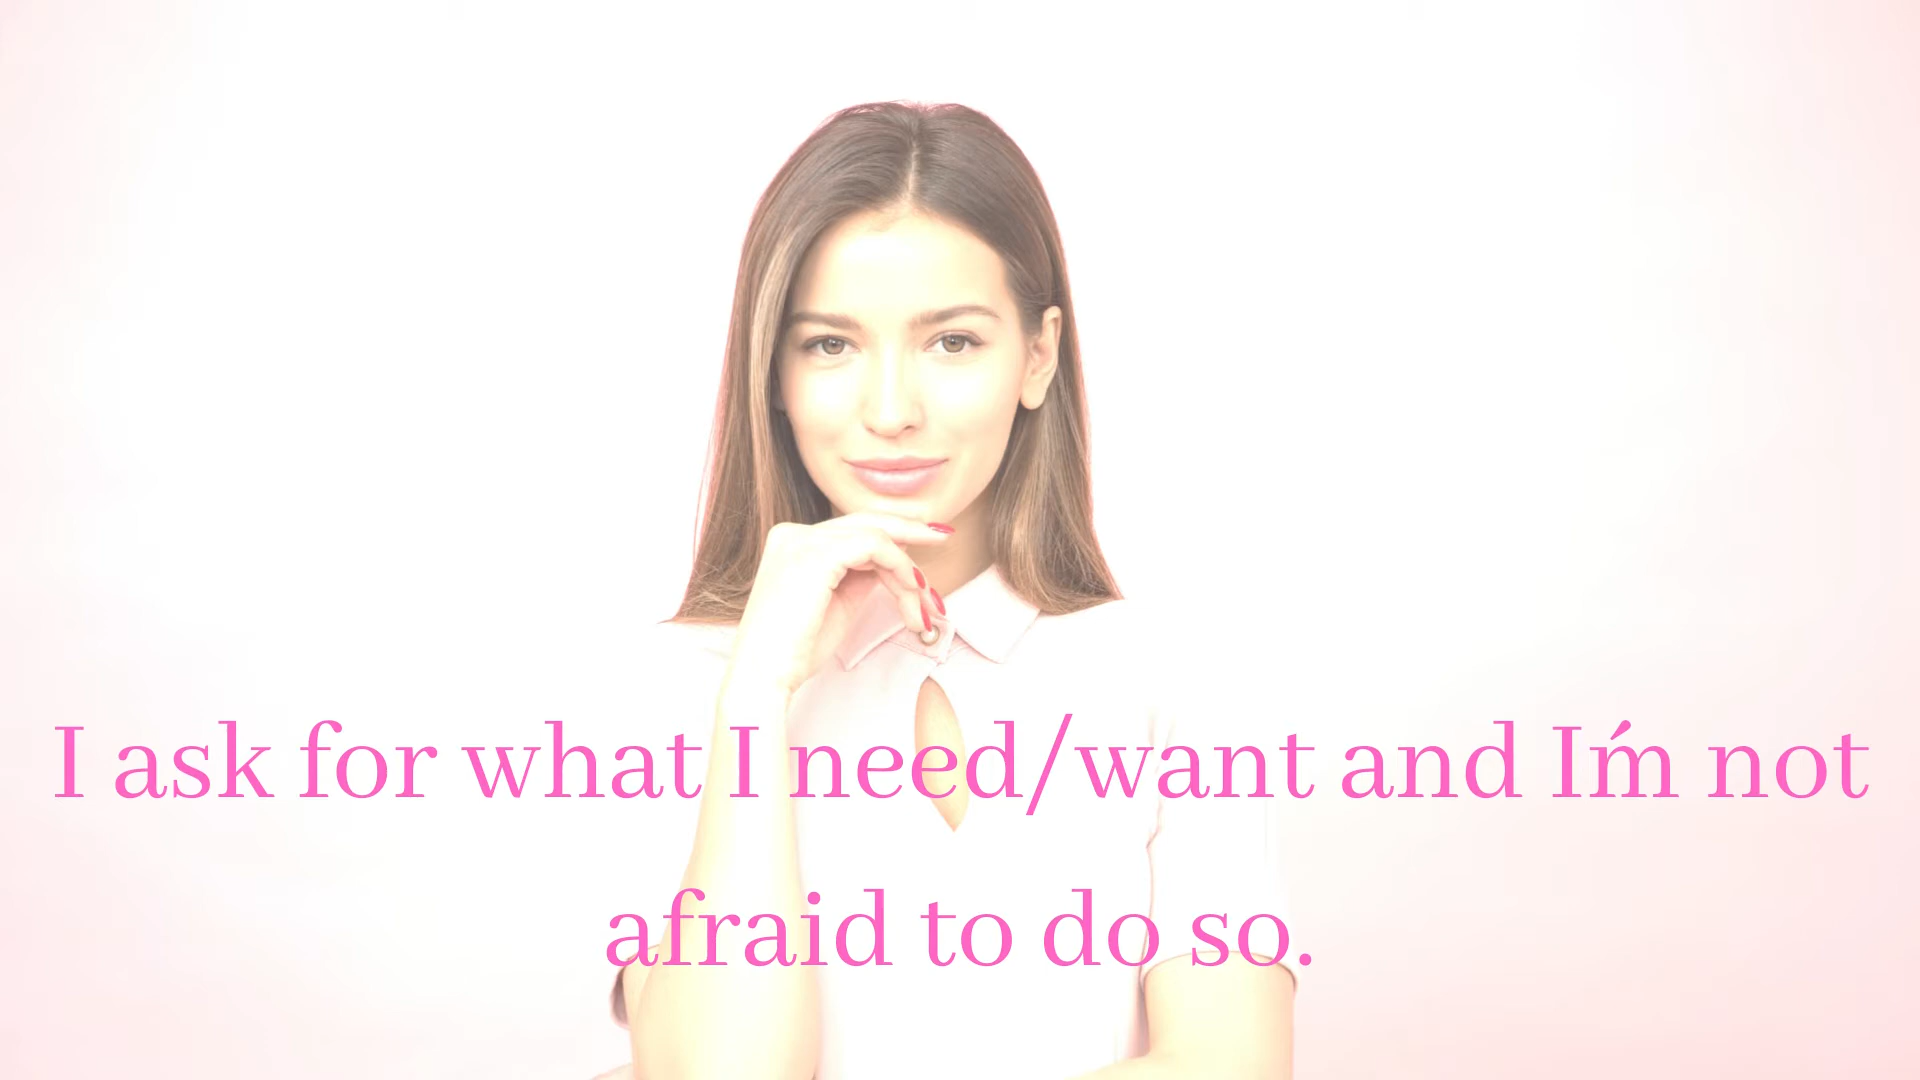 I ask for what I need/want and Iḿ not
afraid to do so.